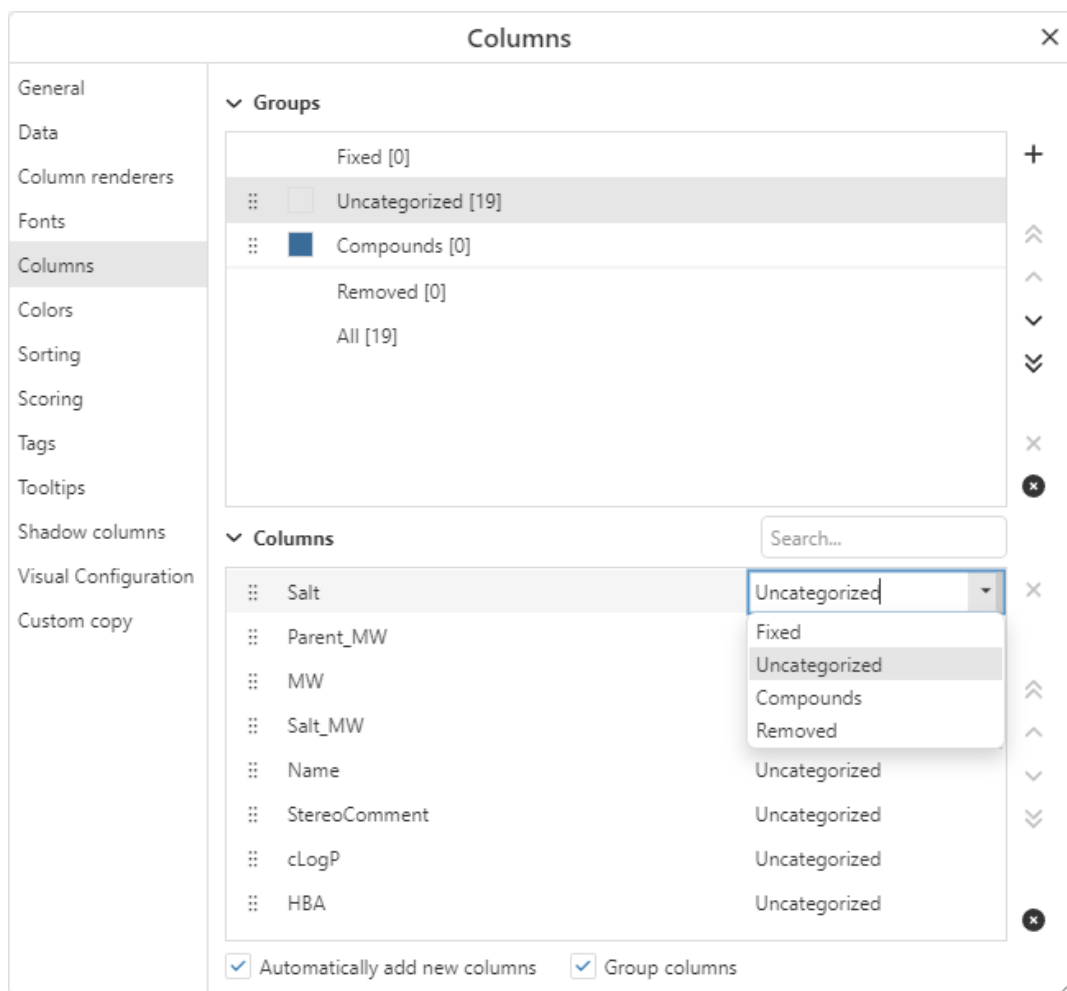 Columns
General
Data
Column renderers
Fonts
Columns
Colors
Sorting
Scoring
Tags
Tooltips
Shadow columns
Visual Configuration
Custom copy
Groups
Fixed [0]
Uncategorized [19]
Compounds [0]
Removed [0]
All [19]
Columns
Search...
Salt
Uncategorized
Fixed
Uncategorized
Compounds
Removed
Parent_MW
MW
Salt_MW
Name Uncategorized
StereoComment Uncategorized
cLogP Uncategorized
HBA Uncategorized
Automatically add new columns
Group columns